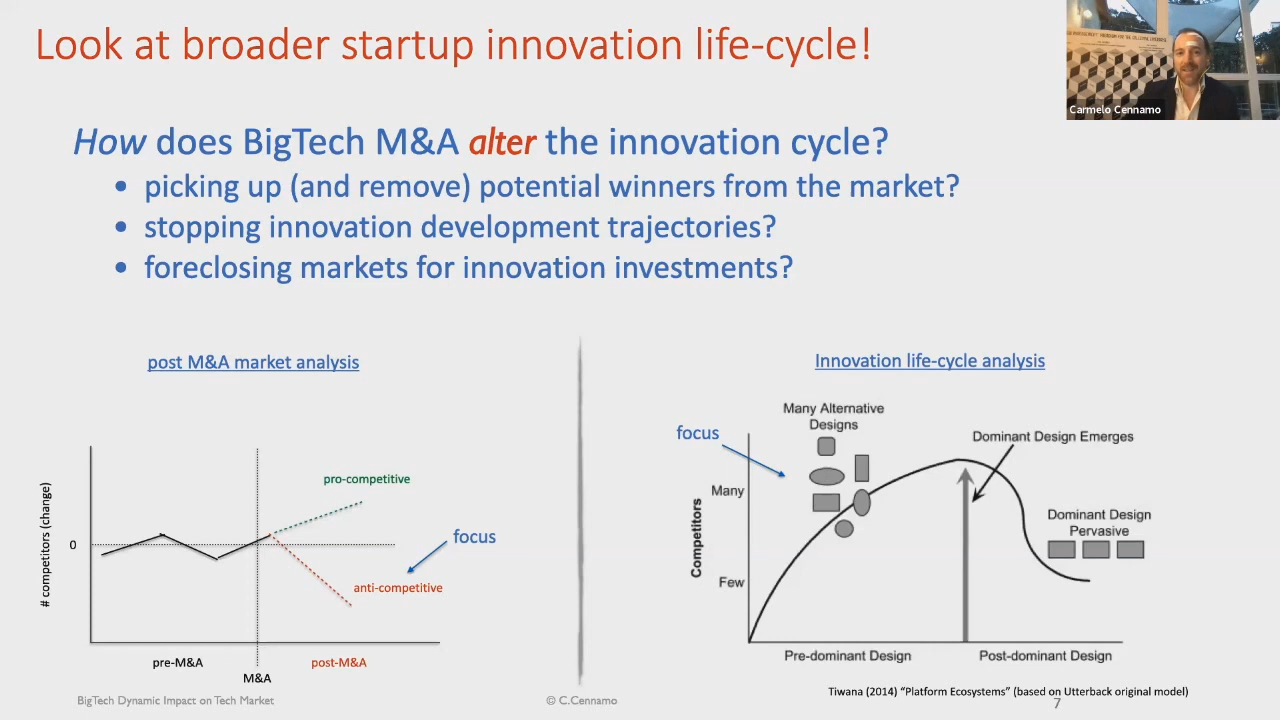 Look at broader startup innovation life-cycle!
Carmelo Cennamo
How does BigTech M&A alter the innovation cycle?
• picking up (and remove) potential winners from the market?
• stopping innovation development trajectories?
• foreclosing markets for innovation investments?
post M&A market analysis
# competitors (change)
0
pro-competitive
focus
anti-competitive
pre-M&A
M&A
post-M&A
Innovation life-cycle analysis
focus
Many Alternative
Designs
Dominant Design Emerges
Competitors
Many
Few
Dominant Design
Pervasive
Pre-dominant Design
Post-dominant Design
Tiwana (2014) “Platform Ecosystems” (based on Utterback original model)
BigTech Dynamic Impact on Tech Market
© C.Cennamo
7